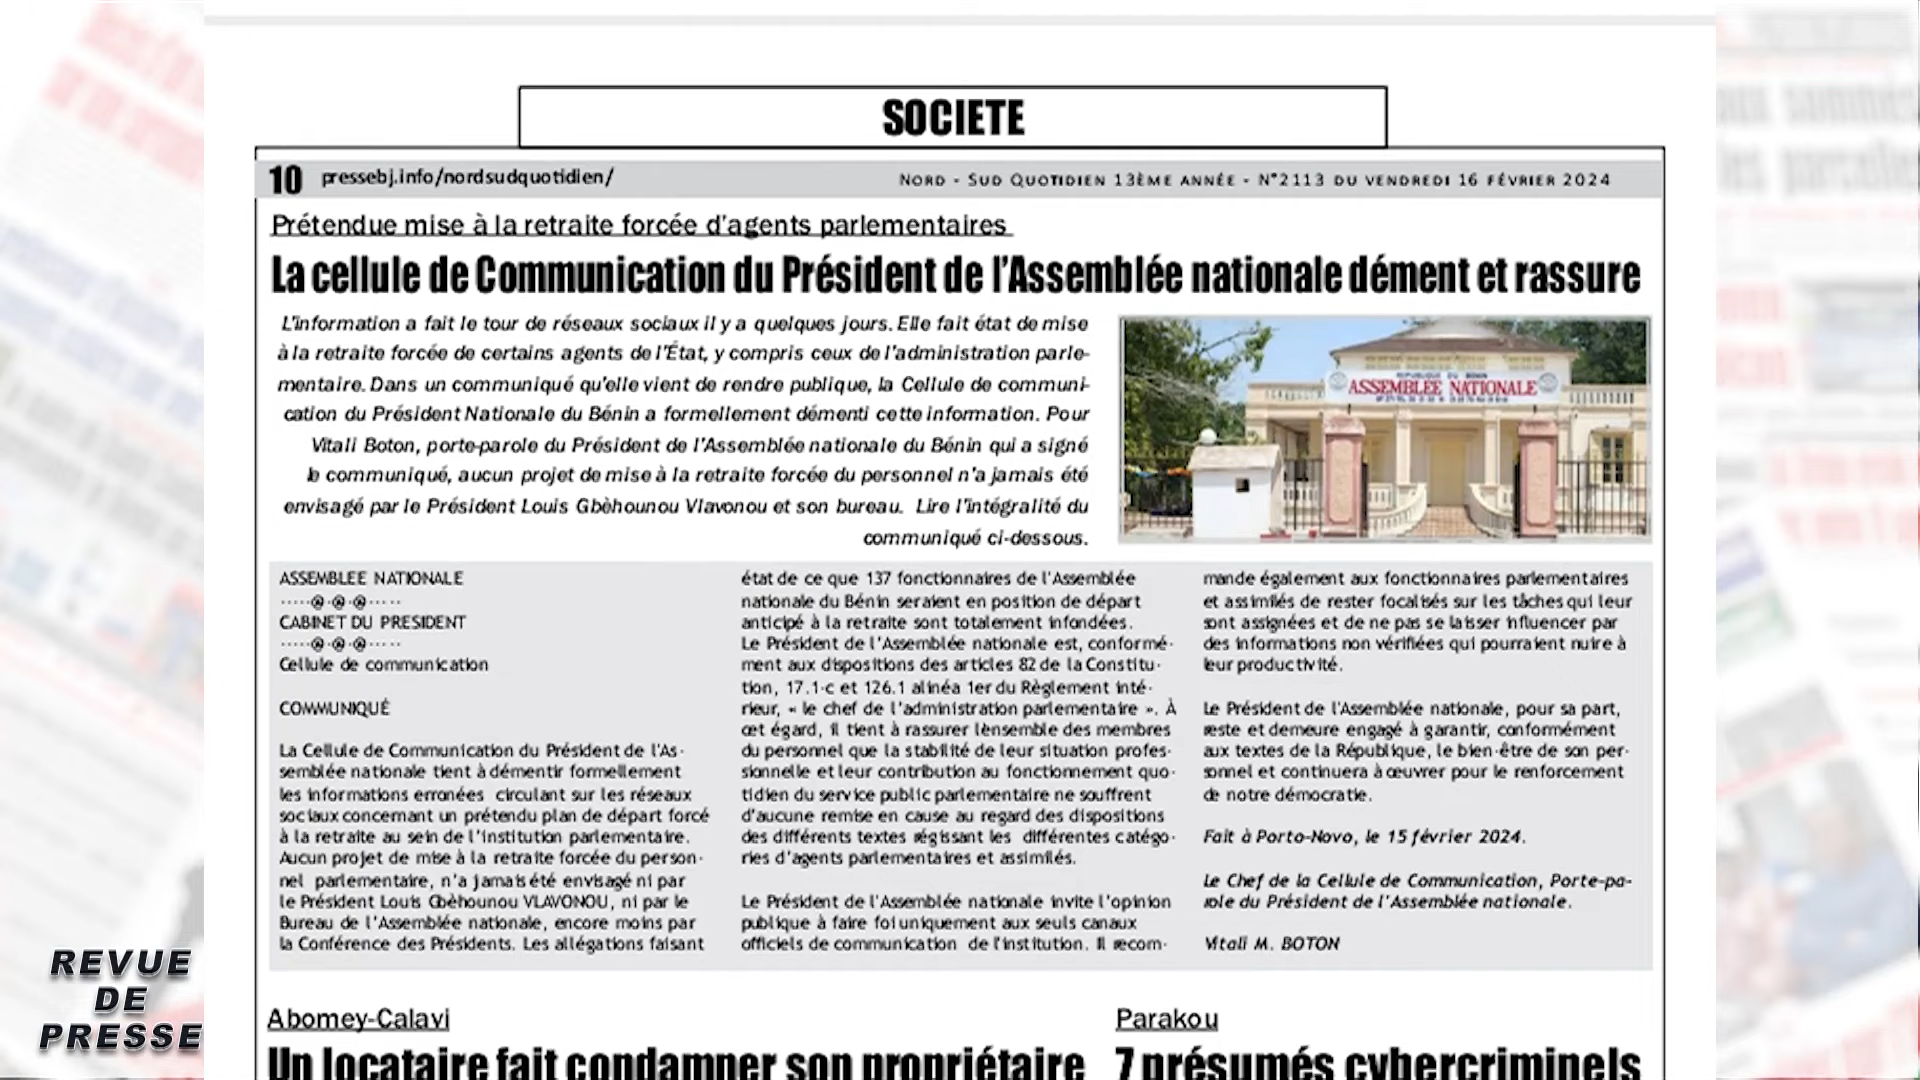 SOCIETE
10 pressebj.info/nordsudquotidien/ NORD - SUD QUOTIDIEN 13ÈME ANNÉE - N°2113 DU VENDREDI 16 FÉVRIER 2024
Prétendue mise à la retraite forcée d'agents parlementaires
La cellule de Communication du Président de l'Assemblée nationale dément et rassure
L'information a fait le tour de réseaux sociaux il y a quelques jours. Elle fait état de mise
à la retraite forcée de certains agents de l'État, y compris ceux de l'administration parle-
mentaire. Dans un communiqué qu'elle vient de rendre publique, la Cellule de communi-
cation du Président Nationale du Bénin a formellement démenti cette information. Pour
Vitali Boton, porte-parole du Président de l'Assemblée nationale du Bénin qui a signé
le communiqué, aucun projet de mise à la retraite forcée du personnel n'a jamais été
envisagé par le Président Louis Gbèhounou Vlavonou et son bureau. Lire l'intégralité du
communiqué ci-dessous.
REPUBLIQUE DU BENIN
ASSEMBLEE NATIONALE
ASSEMBLEE NATIONALE
-----@-@-@-----
CABINET DU PRESIDENT
-----@-@-@-----
Cellule de communication
COMMUNIQUÉ
La Cellule de Communication du Président de l'As-
semblée nationale tient à démentir formellement
les informations erronées circulant sur les réseaux
sociaux concernant un prétendu plan de départ forcé
à la retraite au sein de l'institution parlementaire.
Aucun projet de mise à la retraite forcée du person-
nel parlementaire, n'a jamais été envisagé ni par
le Président Louis Gbèhounou VLAVONOU, ni par le
Bureau de l'Assemblée nationale, encore moins par
la Conférence des Présidents. Les allégations faisant
état de ce que 137 fonctionnaires de l'Assemblée
nationale du Bénin seraient en position de départ
anticipé à la retraite sont totalement infondées.
Le Président de l'Assemblée nationale est, conformé-
ment aux dispositions des articles 82 de la Constitu-
tion, 17.1-c et 126.1 alinéa 1er du Règlement inté-
rieur, « le chef de l'administration parlementaire ». À
cet égard, il tient à rassurer lènsemble des membres
du personnel que la stabilité de leur situation profes-
sionnelle et leur contribution au fonctionnement quo-
tidien du service public parlementaire ne souffrent
d'aucune remise en cause au regard des dispositions
des différents textes régissant les différentes catégo-
ries d'agents parlementaires et assimilés.
Le Président de l'Assemblée nationale invite l'opinion
publique à faire foi uniquement aux seuls canaux
officiels de communication de l'institution. Il recom-
mande également aux fonctionnaires parlementaires
et assimilés de rester focalisés sur les tâches qui leur
sont assignées et de ne pas se laisser influencer par
des informations non vérifiées qui pourraient nuire à
leur productivité.
Le Président de l'Assemblée nationale, pour sa part,
reste et demeure engagé à garantir, conformément
aux textes de la République, le bien-être de son per-
sonnel et continuera à œuvrer pour le renforcement
de notre démocratie.
Fait à Porto-Novo, le 15 février 2024.
Le Chef de la Cellule de Communication, Porte-pa-
role du Président de l'Assemblée nationale.
Vitali M. BOTON
Abomey-Calavi
Un locataire fait condamner son propriétaire
Parakou
7 présumés cybercriminels
REVUE
DE
PRESSE